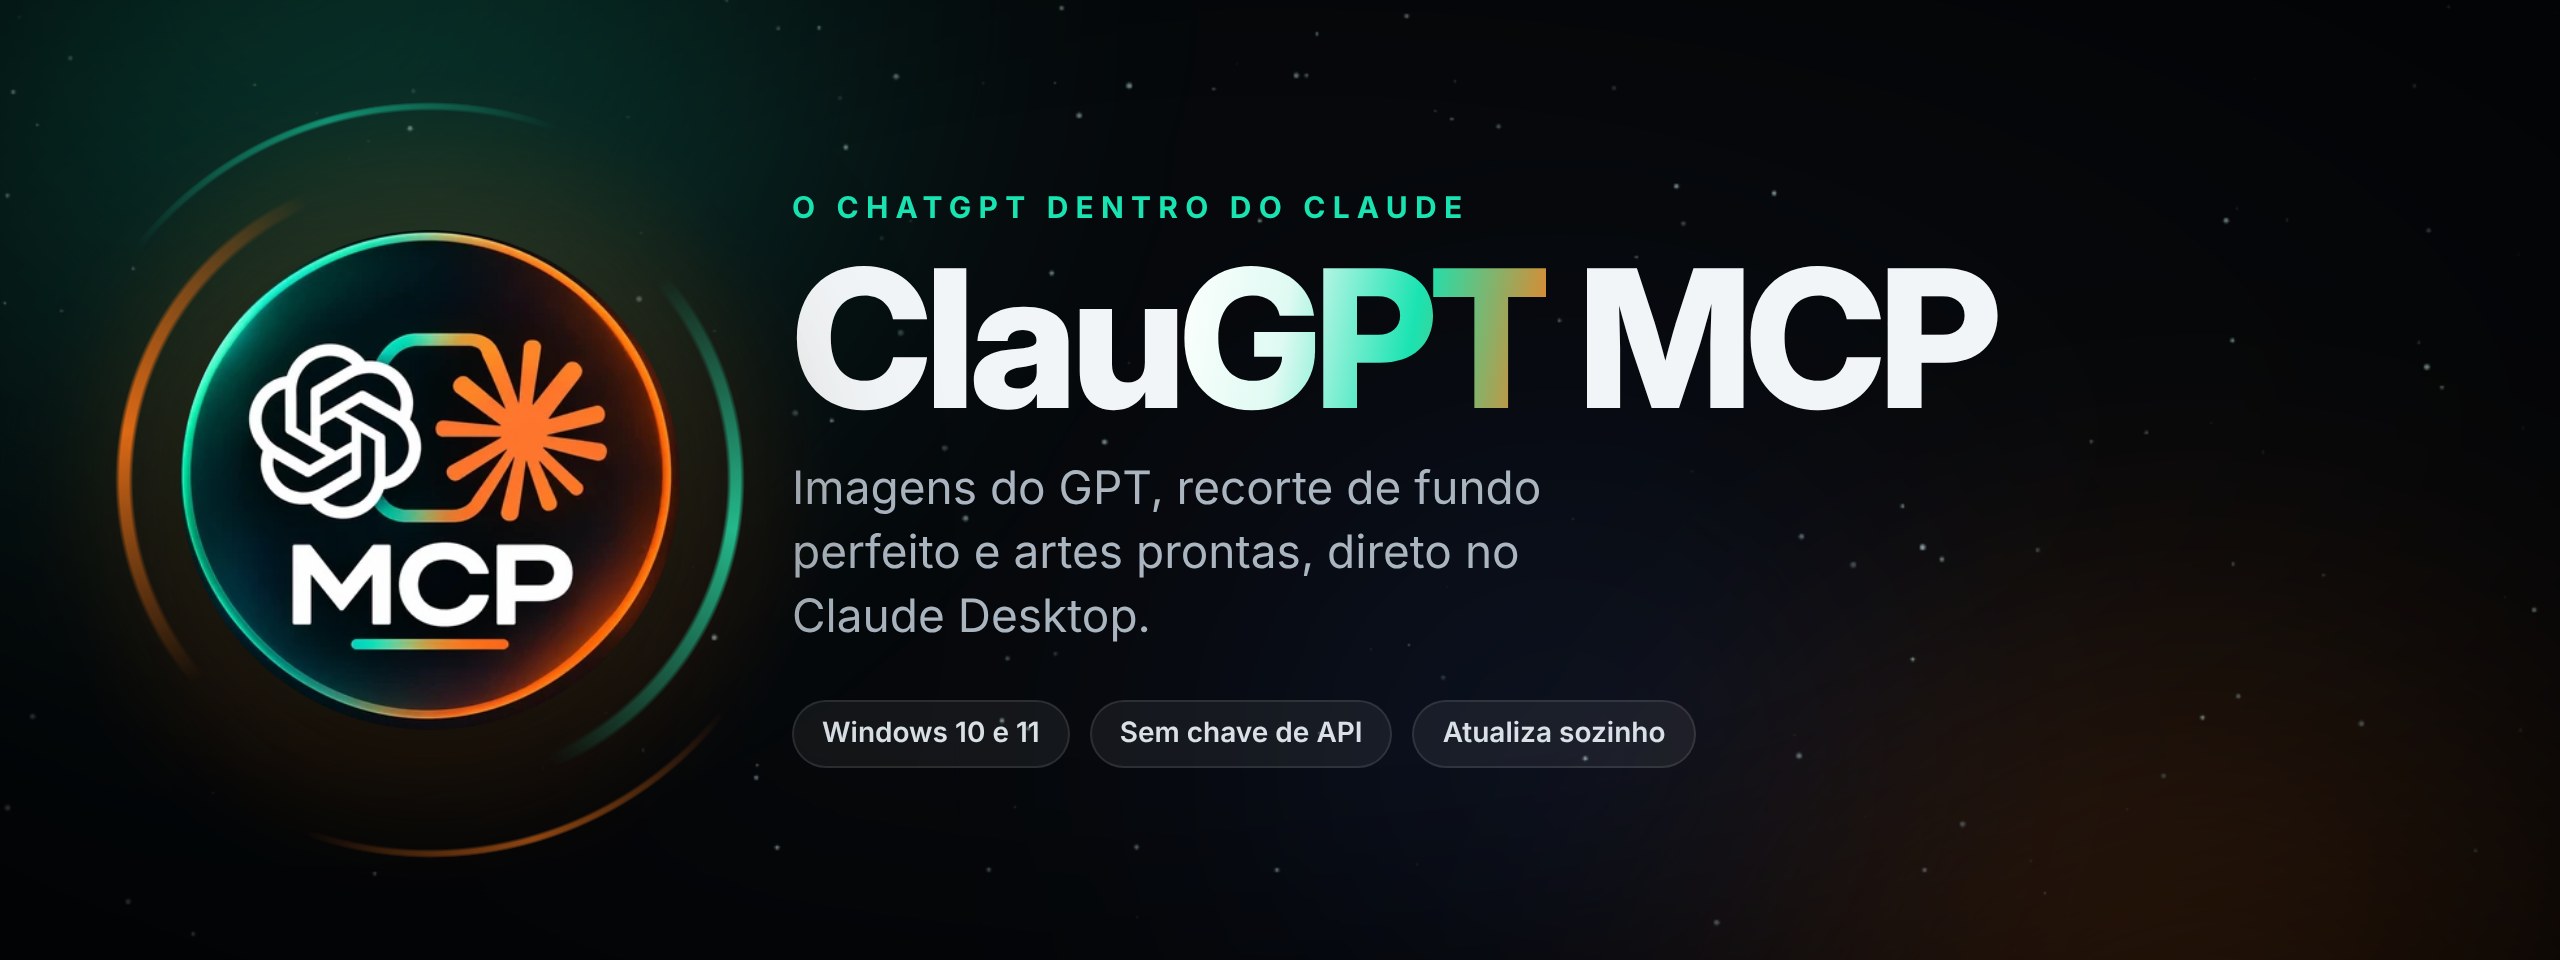 O CHATGPT DENTRO DO CLAUDE
ClauGPT MCP
MCP
Imagens do GPT, recorte de fundo
perfeito e artes prontas, direto no
Claude Desktop.
Windows 10 e 11
Sem chave de API
Atualiza sozinho